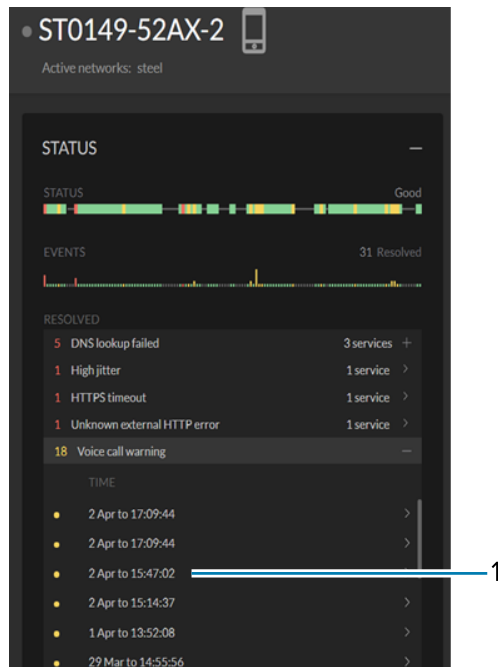 ST0149-52AX-2
Active networks: steel
STATUS
STATUS Good
EVENTS 31 Resolved
RESOLVED
5 DNS lookup failed 3 services +
1 High jitter 1 service >
1 HTTPS timeout 1 service >
1 Unknown external HTTP error 1 service >
18 Voice call warning
TIME
2 Apr to 17:09:44 >
2 Apr to 17:09:44 >
2 Apr to 15:47:02 1
2 Apr to 15:14:37 >
1 Apr to 13:52:08 >
29 Mar to 14:55:56 >